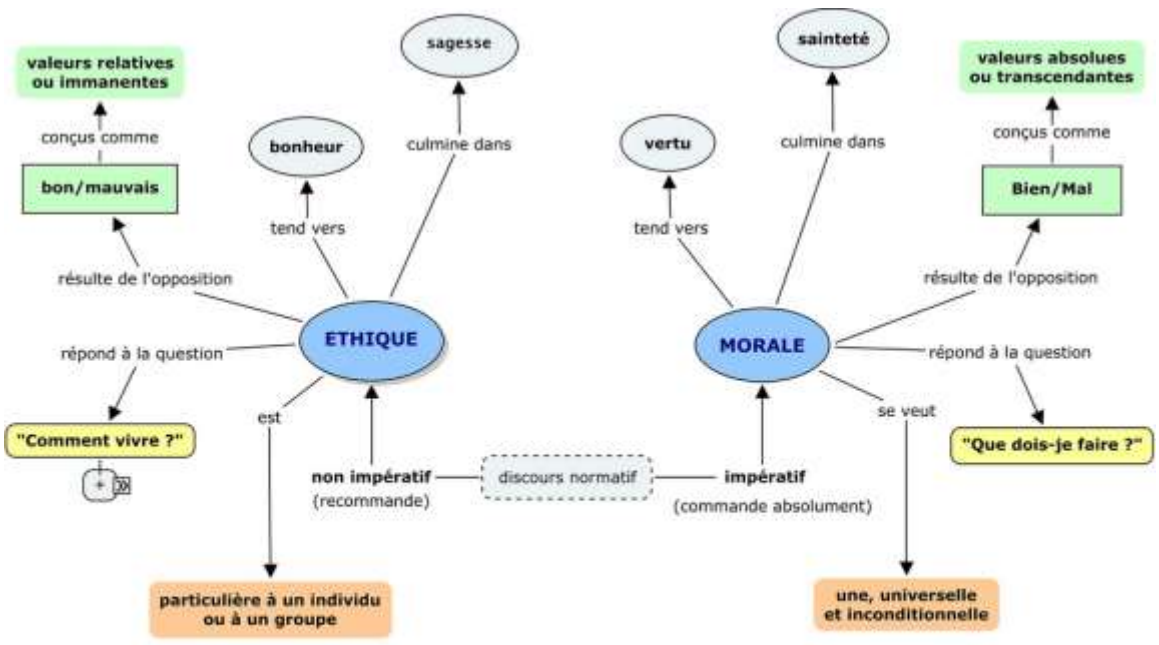 sagesse
sainteté
valeurs relatives
ou immanentes
valeurs absolues
ou transcendantes
conçus comme
bonheur
culmine dans
vertu
culmine dans
conçus comme
bon/mauvais
Bien/Mal
tend vers
tend vers
résulte de l'opposition
résulte de l'opposition
ETHIQUE
MORALE
répond à la question
répond à la question
est
se veut
"Comment vivre ?"
"Que dois-je faire ?"
+
non impératif
(recommande)
discours normatif
impératif
(commande absolument)
particulière à un individu
ou à un groupe
une, universelle
et inconditionnelle